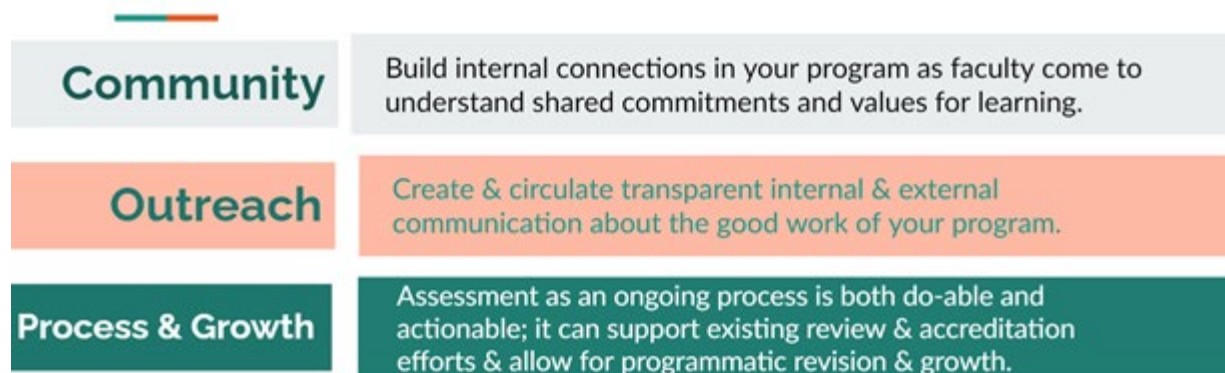 Community
Build internal connections in your program as faculty come to
understand shared commitments and values for learning.
Outreach
Create & circulate transparent internal & external
communication about the good work of your program.
Process & Growth
Assessment as an ongoing process is both do-able and
actionable; it can support existing review & accreditation
efforts & allow for programmatic revision & growth.